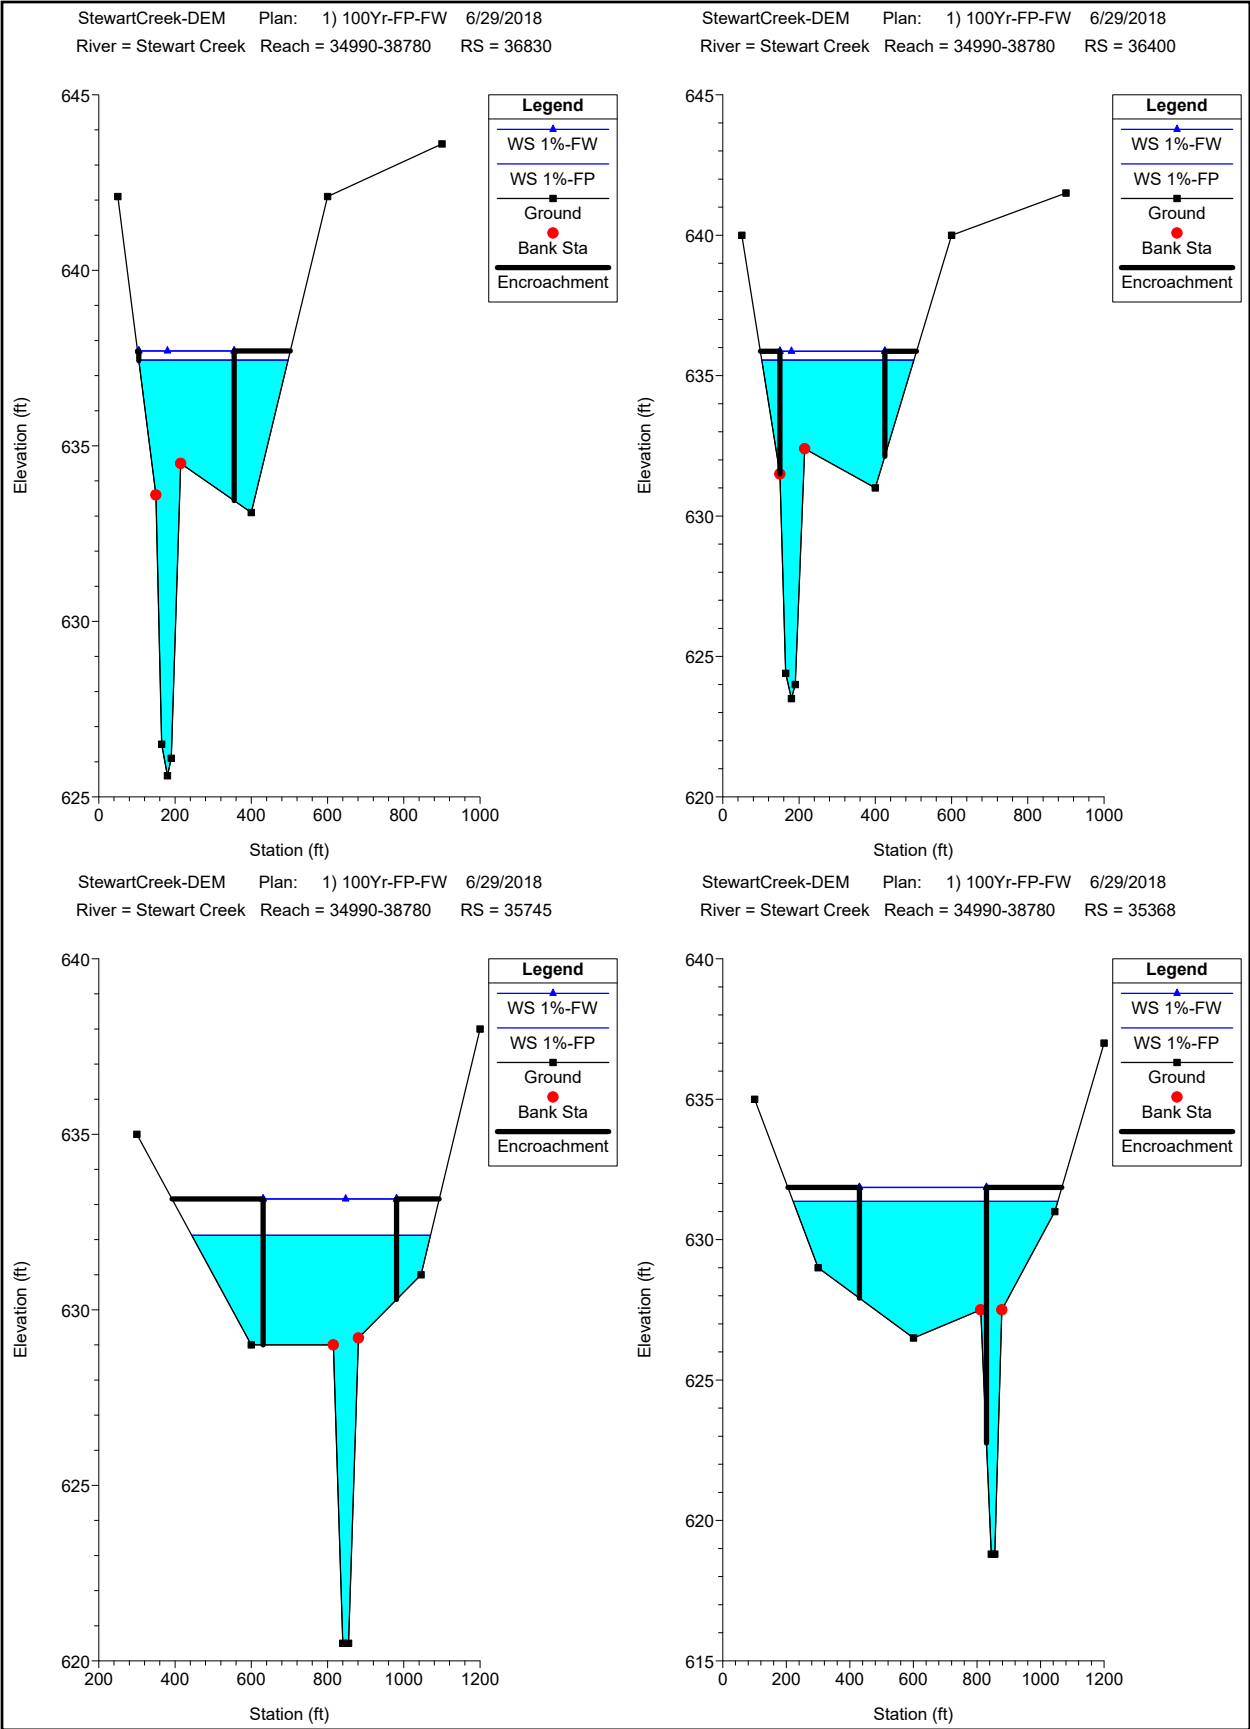 StewartCreek-DEM Plan: 1) 100Yr-FP-FW 6/29/2018
River = Stewart Creek Reach = 34990-38780 RS = 36830
645
640
635
630
625
0 200 400 600 800 1000
Elevation (ft)
Station (ft)
Legend
WS 1%-FW
WS 1%-FP
Ground
Bank Sta
Encroachment
StewartCreek-DEM Plan: 1) 100Yr-FP-FW 6/29/2018
River = Stewart Creek Reach = 34990-38780 RS = 36400
645
640
635
630
625
620
0 200 400 600 800 1000
Elevation (ft)
Station (ft)
Legend
WS 1%-FW
WS 1%-FP
Ground
Bank Sta
Encroachment
StewartCreek-DEM Plan: 1) 100Yr-FP-FW 6/29/2018
River = Stewart Creek Reach = 34990-38780 RS = 35745
640
635
630
625
620
200 400 600 800 1000 1200
Elevation (ft)
Station (ft)
Legend
WS 1%-FW
WS 1%-FP
Ground
Bank Sta
Encroachment
StewartCreek-DEM Plan: 1) 100Yr-FP-FW 6/29/2018
River = Stewart Creek Reach = 34990-38780 RS = 35368
640
635
630
625
620
615
0 200 400 600 800 1000 1200
Elevation (ft)
Station (ft)
Legend
WS 1%-FW
WS 1%-FP
Ground
Bank Sta
Encroachment